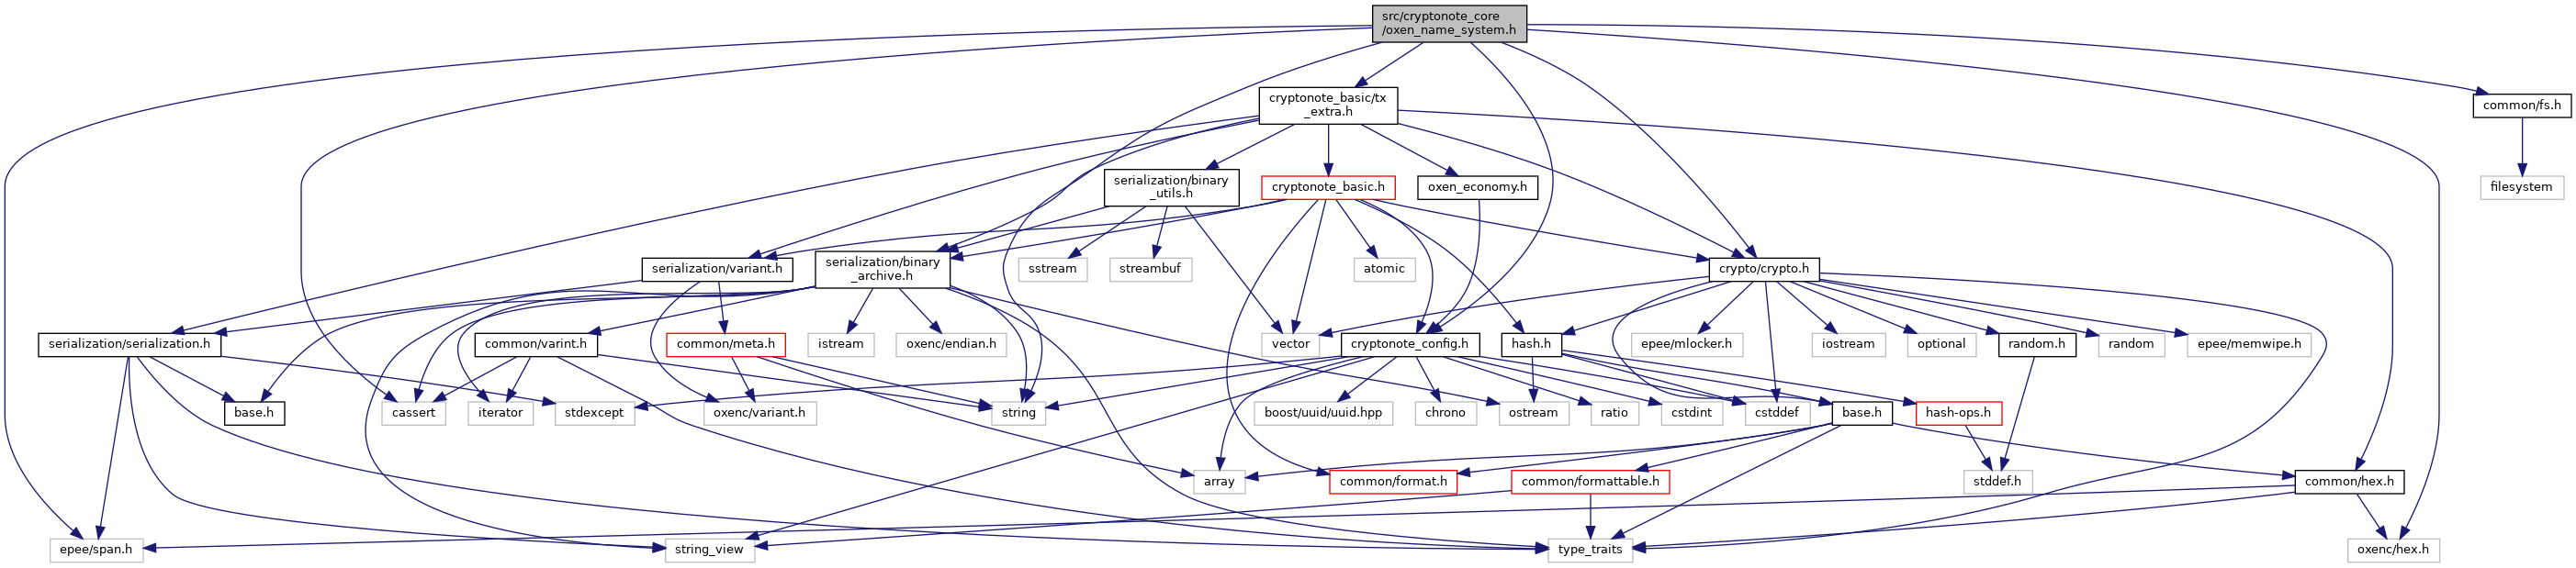 src/cryptonote_core
/oxen_name_system.h
cryptonote_basic/tx
_extra.h
common/fs.h
serialization/binary
_utils.h
cryptonote_basic.h
oxen_economy.h
filesystem
serialization/variant.h
serialization/binary
_archive.h
sstream
streambuf
atomic
crypto/crypto.h
serialization/serialization.h
common/varint.h
common/meta.h
istream
oxenc/endian.h
vector
cryptonote_config.h
hash.h
epee/mlocker.h
iostream
optional
random.h
random
epee/memwipe.h
base.h
cassert
iterator
stdexcept
oxenc/variant.h
string
boost/uuid/uuid.hpp
chrono
ostream
ratio
cstdint
cstddef
base.h
hash-ops.h
array
common/format.h
common/formattable.h
stddef.h
common/hex.h
epee/span.h
string_view
type_traits
oxenc/hex.h